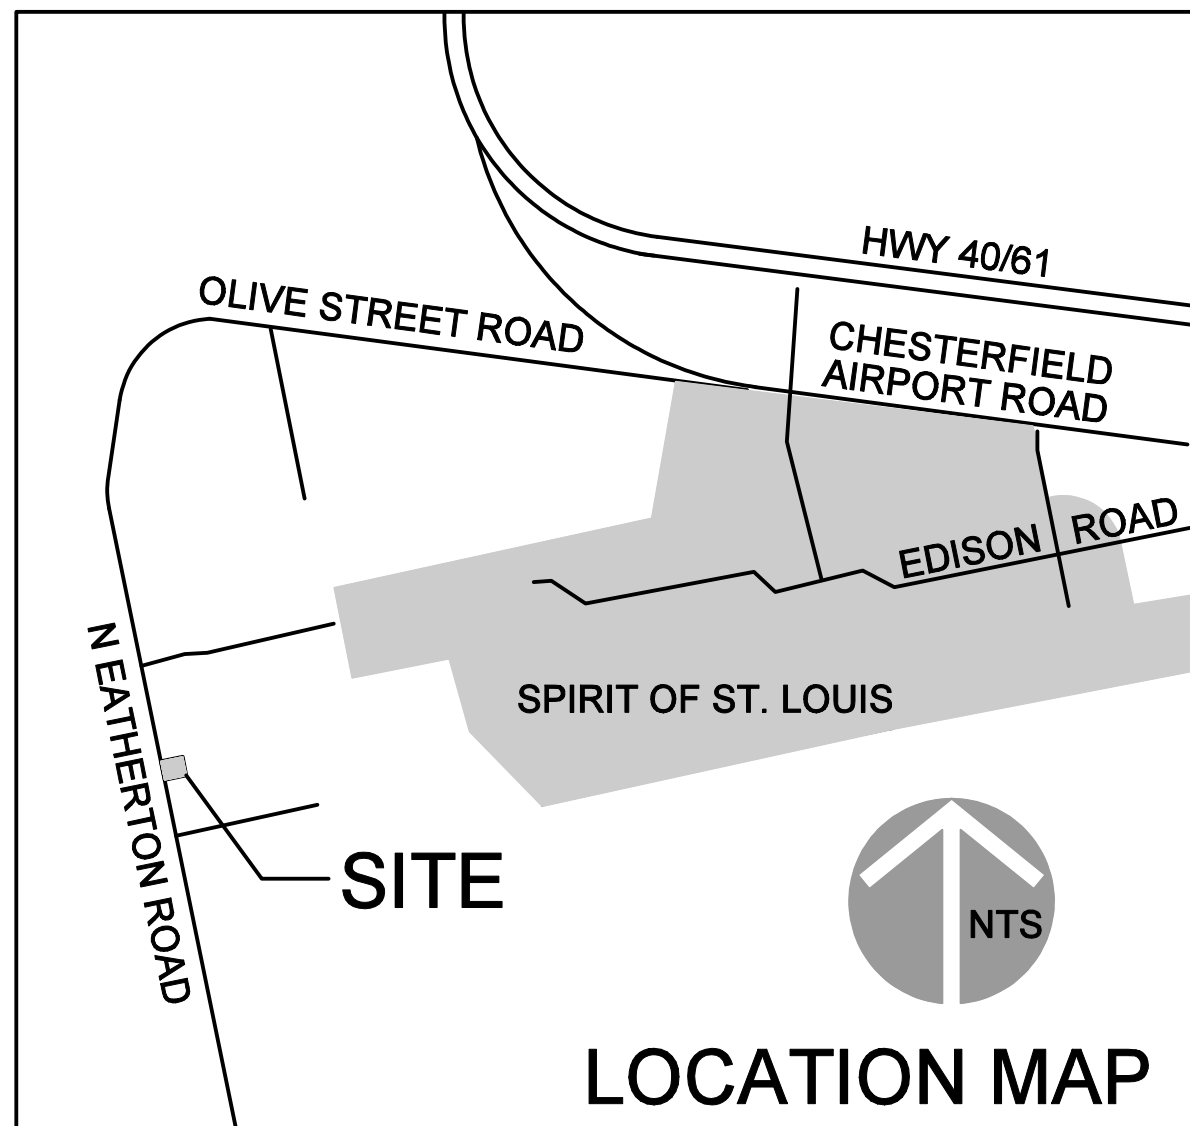 HWY 40/61
OLIVE STREET ROAD
CHESTERFIELD
AIRPORT ROAD
EDISON ROAD
N EATHERTON ROAD
SPIRIT OF ST. LOUIS
SITE
NTS
LOCATION MAP